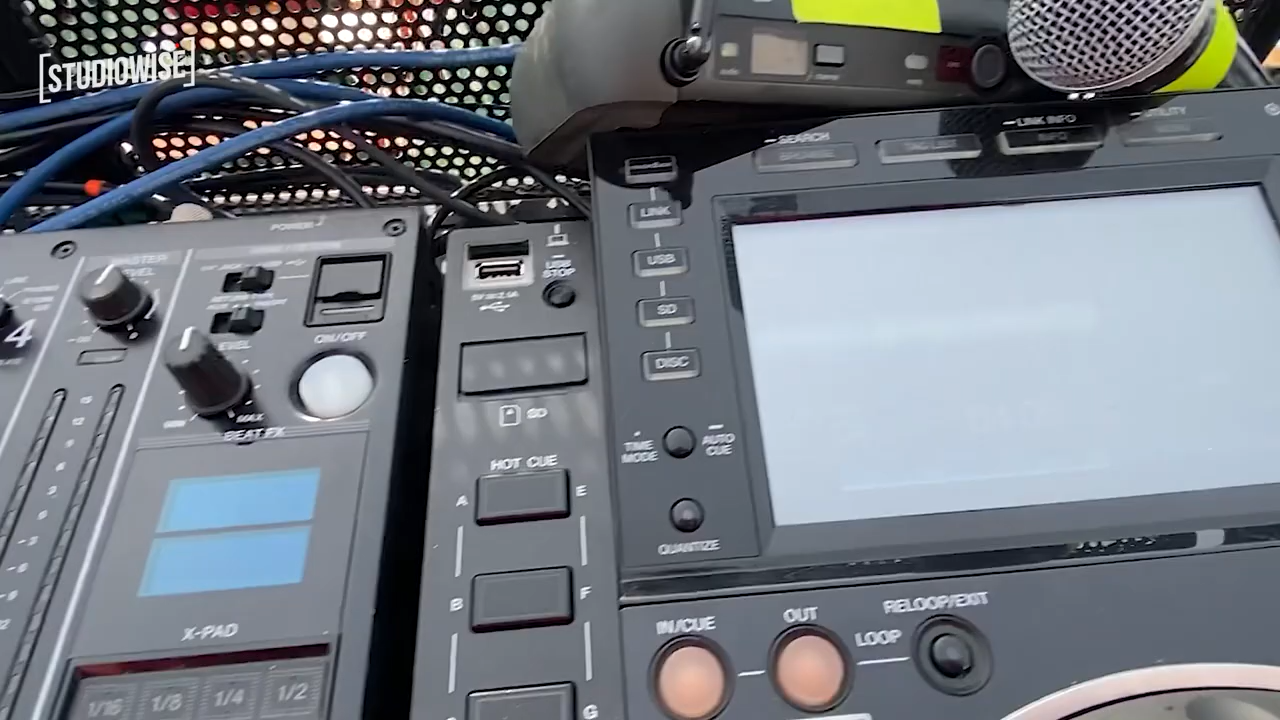 [STUDIOWISE]
SEARCH
LINK INFO
INFO
UTILITY
LINK
USB
SD
DISC
USB
STOP
POWER
MASTER
LEVEL
4
ON/OFF
LEVEL
SD
BEAT FX
TIME
MODE
AUTO
CUE
QUANTIZE
HOT CUE
A
E
B
F
G
X-PAD
1/16
1/8
1/4
1/2
IN/CUE
OUT
LOOP
RELOOP/EXIT